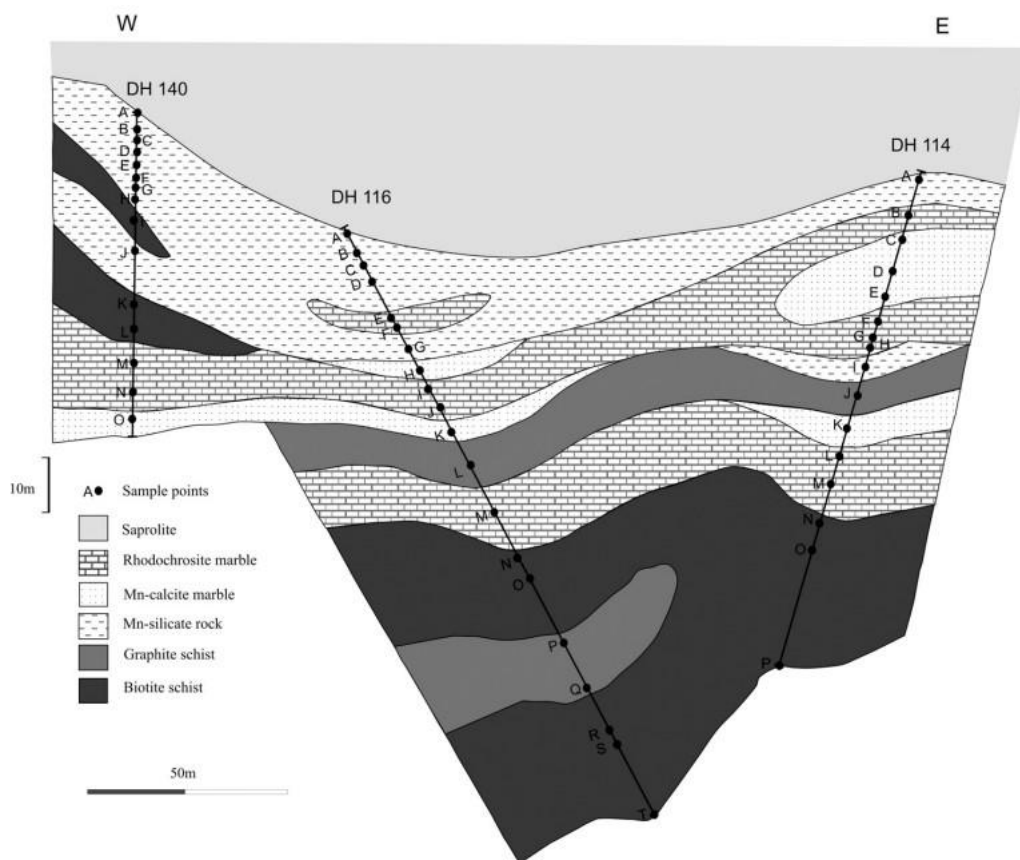 W
E
DH 140
A
B
C
D
E
F
G
H
I
J
K
L
M
N
O
DH 116
A
B
C
D
E
F
G
H
I
J
K
L
M
N
O
P
Q
R
S
T
DH 114
A
B
C
D
E
F
G
H
I
J
K
L
M
N
O
P
10m
A Sample points
Saprolite
Rhodochrosite marble
Mn-calcite marble
Mn-silicate rock
Graphite schist
Biotite schist
50m